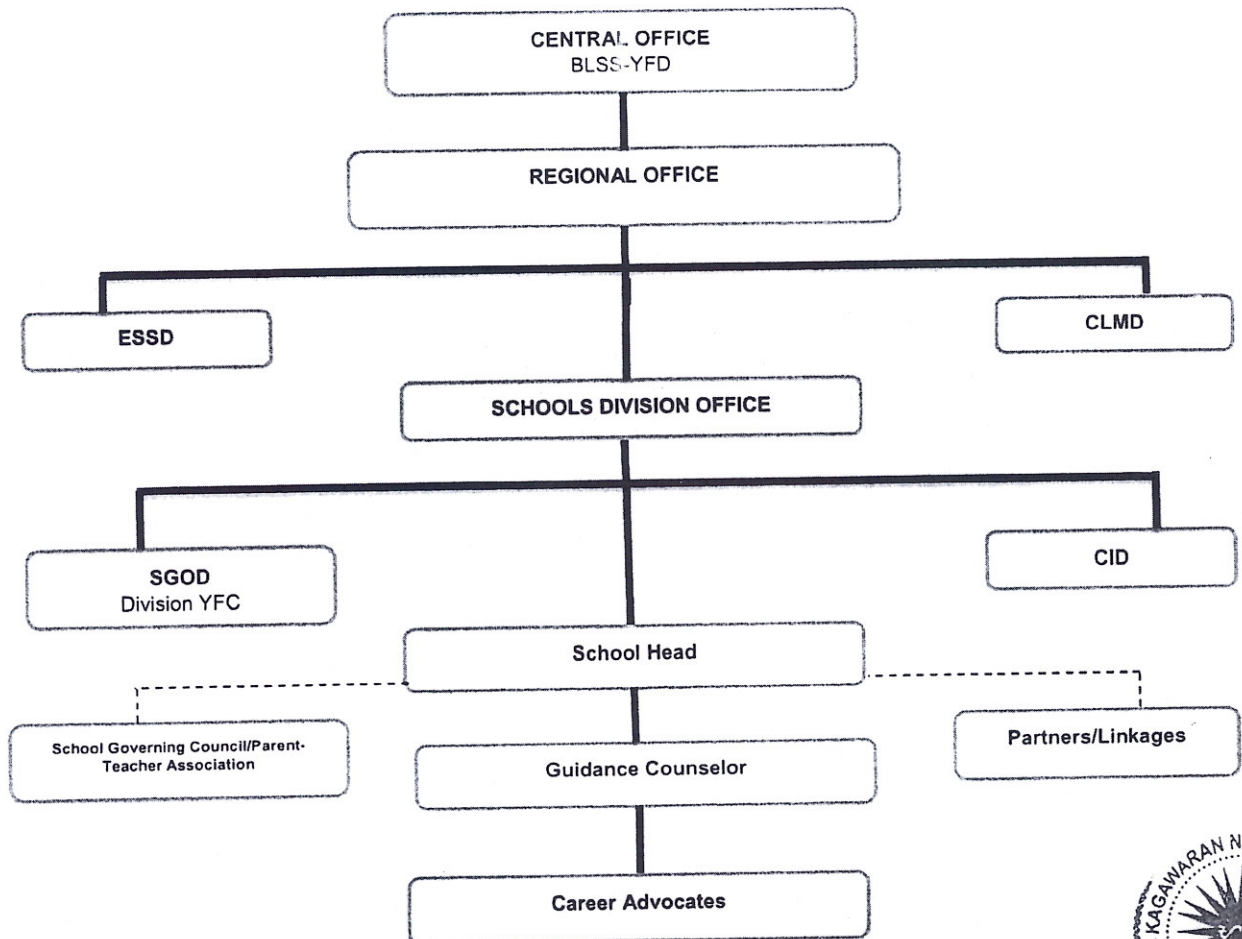 CENTRAL OFFICE
BLSS-YFD
REGIONAL OFFICE
ESSD
CLMD
SCHOOLS DIVISION OFFICE
SGOD
Division YFC
CID
School Head
School Governing Council/Parent-
Teacher Association
Partners/Linkages
Guidance Counselor
Career Advocates
KAGAWARAN N